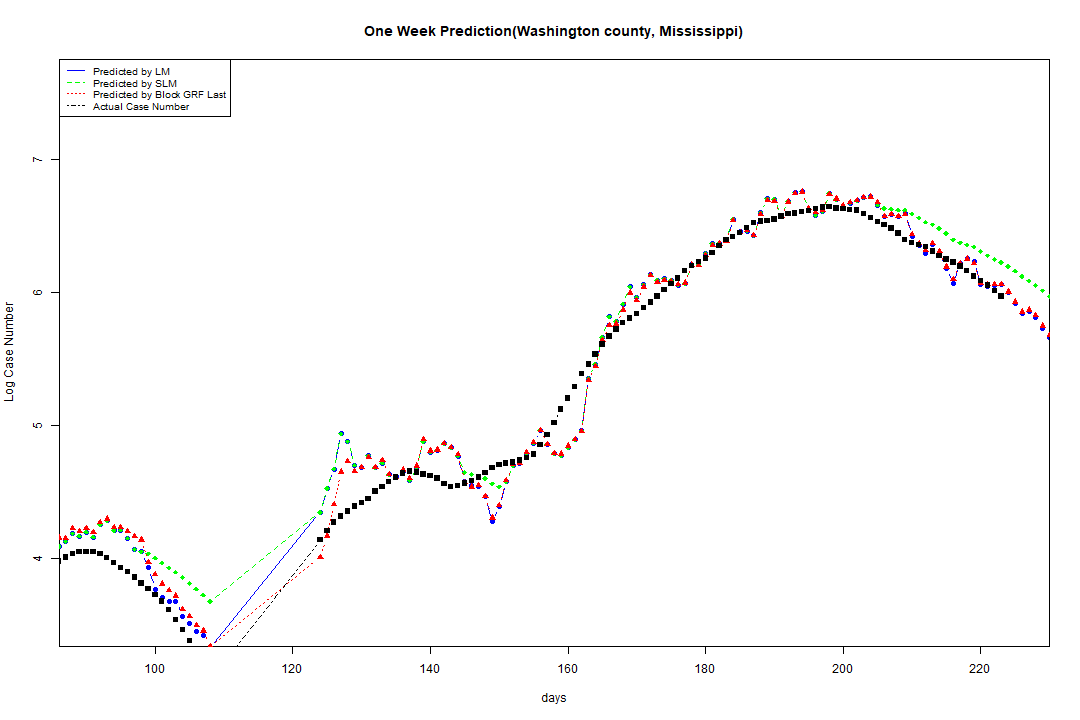 One Week Prediction(Washington county, Mississippi)
Predicted by LM
Predicted by SLM
Predicted by Block GRF Last
Actual Case Number
7
6
5
4
Log Case Number
100 120 140 160 180 200 220
days